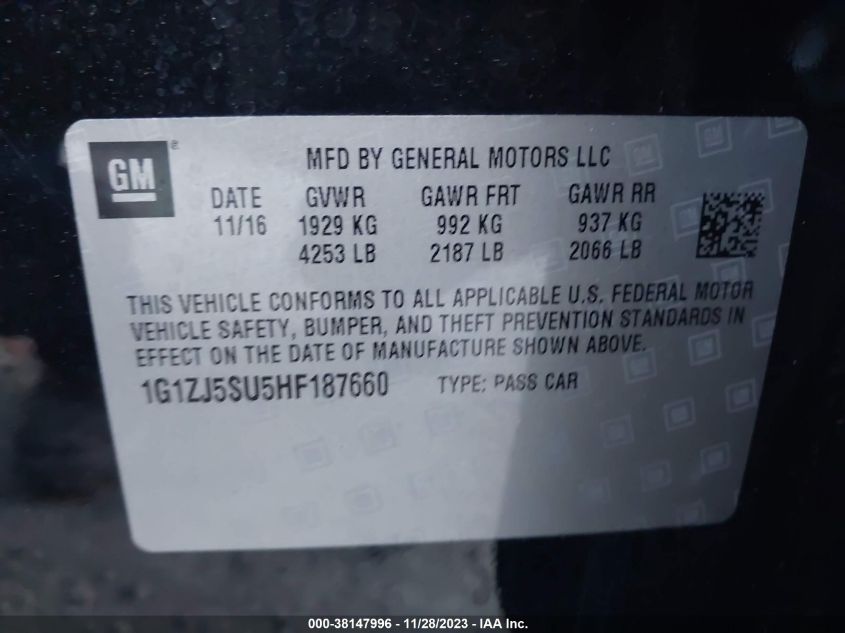 GM®
MFD BY GENERAL MOTORS LLC
DATE GVWR GAWR FRT GAWR RR
11/16 1929 KG 992 KG 937 KG
4253 LB 2187 LB 2066 LB
THIS VEHICLE CONFORMS TO ALL APPLICABLE U.S. FEDERAL MOTOR
VEHICLE SAFETY, BUMPER, AND THEFT PREVENTION STANDARDS IN
EFFECT ON THE DATE OF MANUFACTURE SHOWN ABOVE.
1G1ZJ5SU5HF187660 TYPE: PASS CAR
000-38147996 - 11/28/2023 - IAA Inc.